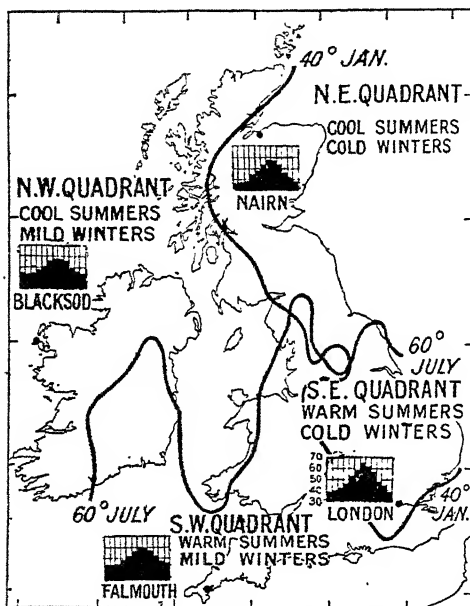 40° JAN.
N.E. QUADRANT
COOL SUMMERS
COLD WINTERS
NAIRN
N.W. QUADRANT
COOL SUMMERS
MILD WINTERS
BLACKSOD
60°
JULY
S.E. QUADRANT
WARM SUMMERS
COLD WINTERS
70
60
50
40
30
LONDON
40°
JAN.
60° JULY
S.W. QUADRANT
WARM SUMMERS
MILD WINTERS
FALMOUTH